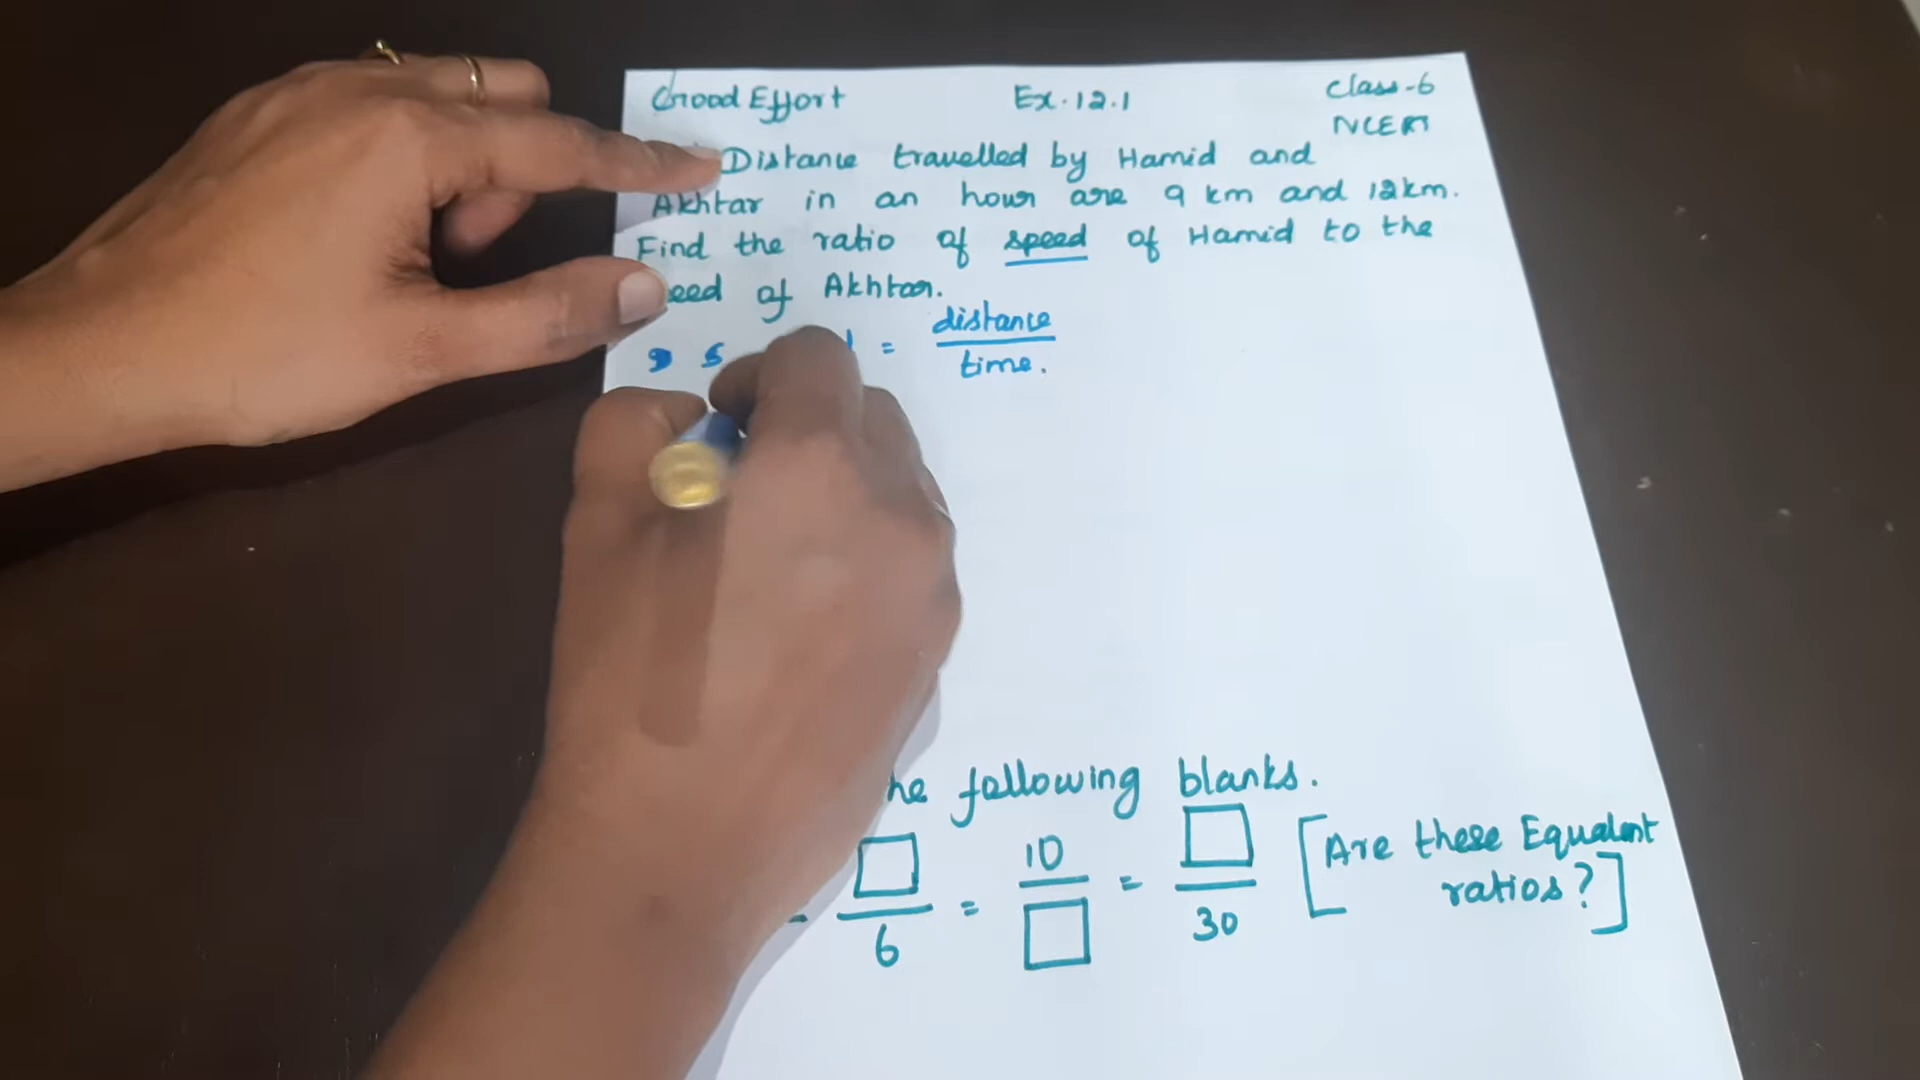 Good Effort Ex. 12.1 Class-6
NCERT
Distance travelled by Hamid and
Akhtar in an hour are 9 km and 12km.
Find the ratio of speed of Hamid to the
eed of Akhtar.
= distance
time.
he following blanks.
= □ = 10 = □ [Are these Equalent
6 □ 30 ratios?]